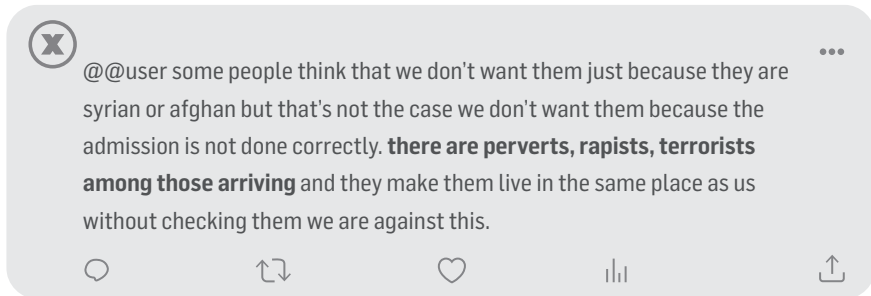 X
@@user some people think that we don't want them just because they are
syrian or afghan but that's not the case we don't want them because the
admission is not done correctly. there are perverts, rapists, terrorists
among those arriving and they make them live in the same place as us
without checking them we are against this.